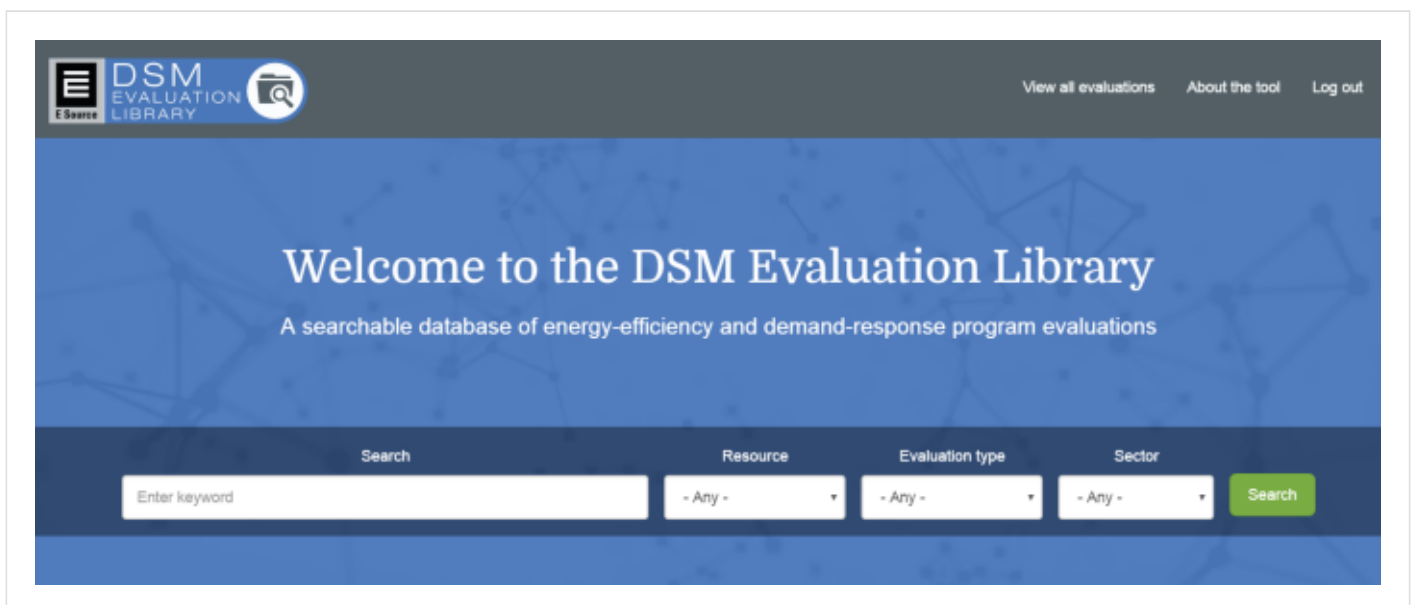 E Source
DSM
EVALUATION
LIBRARY
View all evaluations About the tool Log out
Welcome to the DSM Evaluation Library
A searchable database of energy-efficiency and demand-response program evaluations
Search Resource Evaluation type Sector
Enter keyword - Any - - Any - - Any - Search